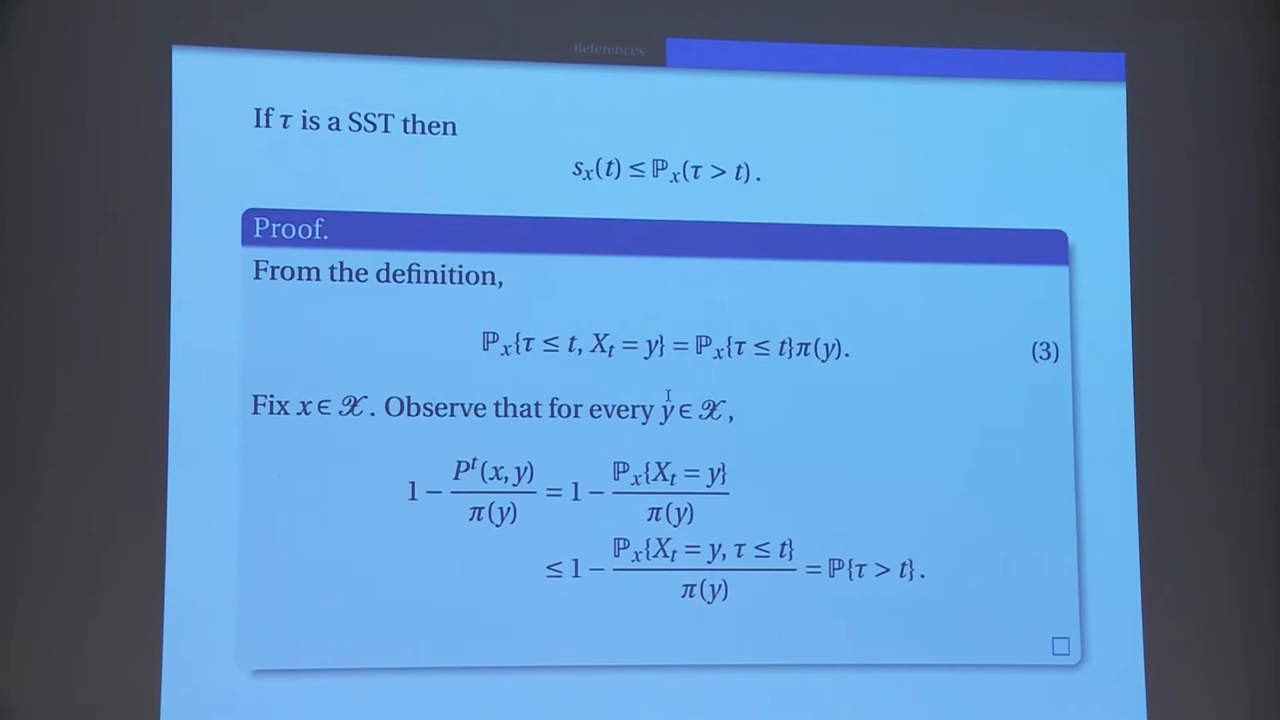 References
If τ is a SST then
s_x(t) ≤ ℙ_x(τ > t).
Proof.
From the definition,
ℙ_x{τ ≤ t, X_t = y} = ℙ_x{τ ≤ t}π(y). (3)
Fix x ∈ 𝒳. Observe that for every y ∈ 𝒳,
1 − P^t(x, y)/π(y) = 1 − ℙ_x{X_t = y}/π(y)
≤ 1 − ℙ_x{X_t = y, τ ≤ t}/π(y) = ℙ{τ > t}.
□